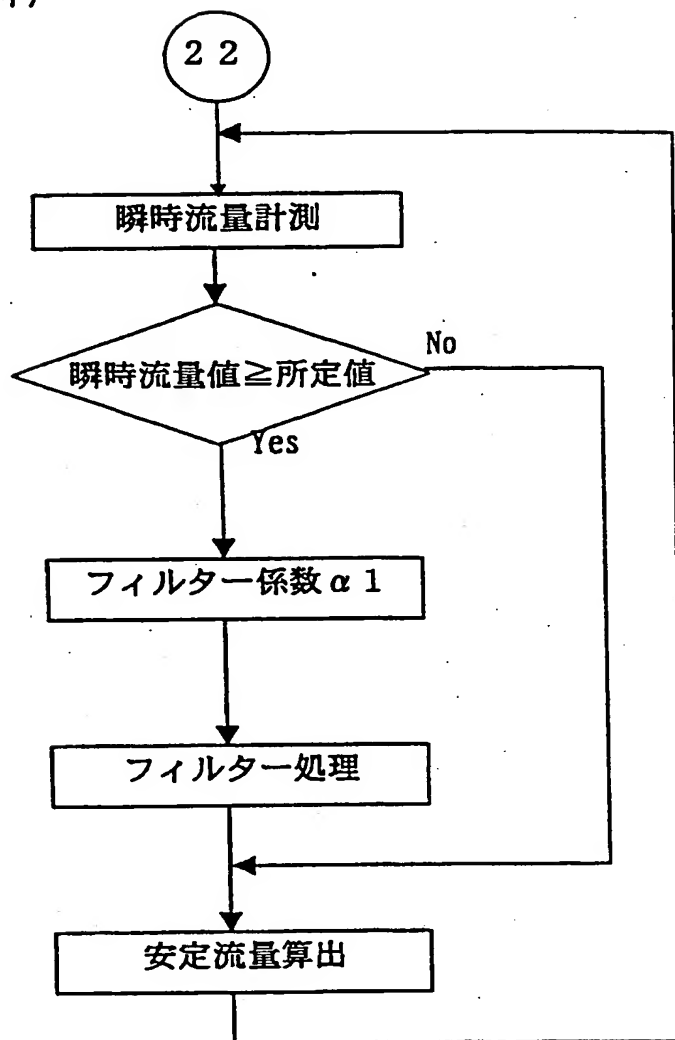 ２２
瞬時流量計測
瞬時流量値≧所定値
No
Yes
フィルター係数α１
フィルター処理
安定流量算出